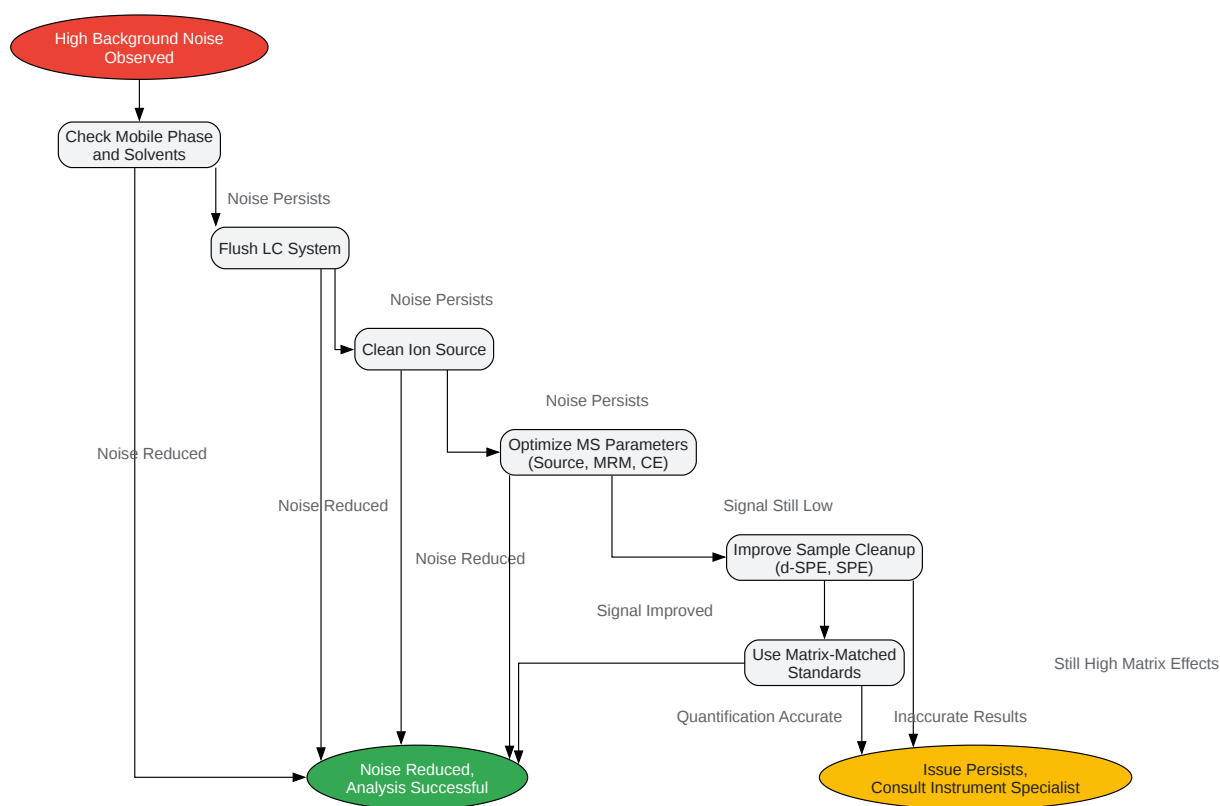 High Background Noise
Observed
Check Mobile Phase
and Solvents
Noise Persists
Flush LC System
Noise Persists
Clean Ion Source
Noise Persists
Optimize MS Parameters
(Source, MRM, CE)
Noise Reduced
Noise Reduced
Signal Still Low
Noise Reduced
Improve Sample Cleanup
(d-SPE, SPE)
Signal Improved
Use Matrix-Matched
Standards
Still High Matrix Effects
Quantification Accurate
Inaccurate Results
Noise Reduced,
Analysis Successful
Issue Persists,
Consult Instrument Specialist